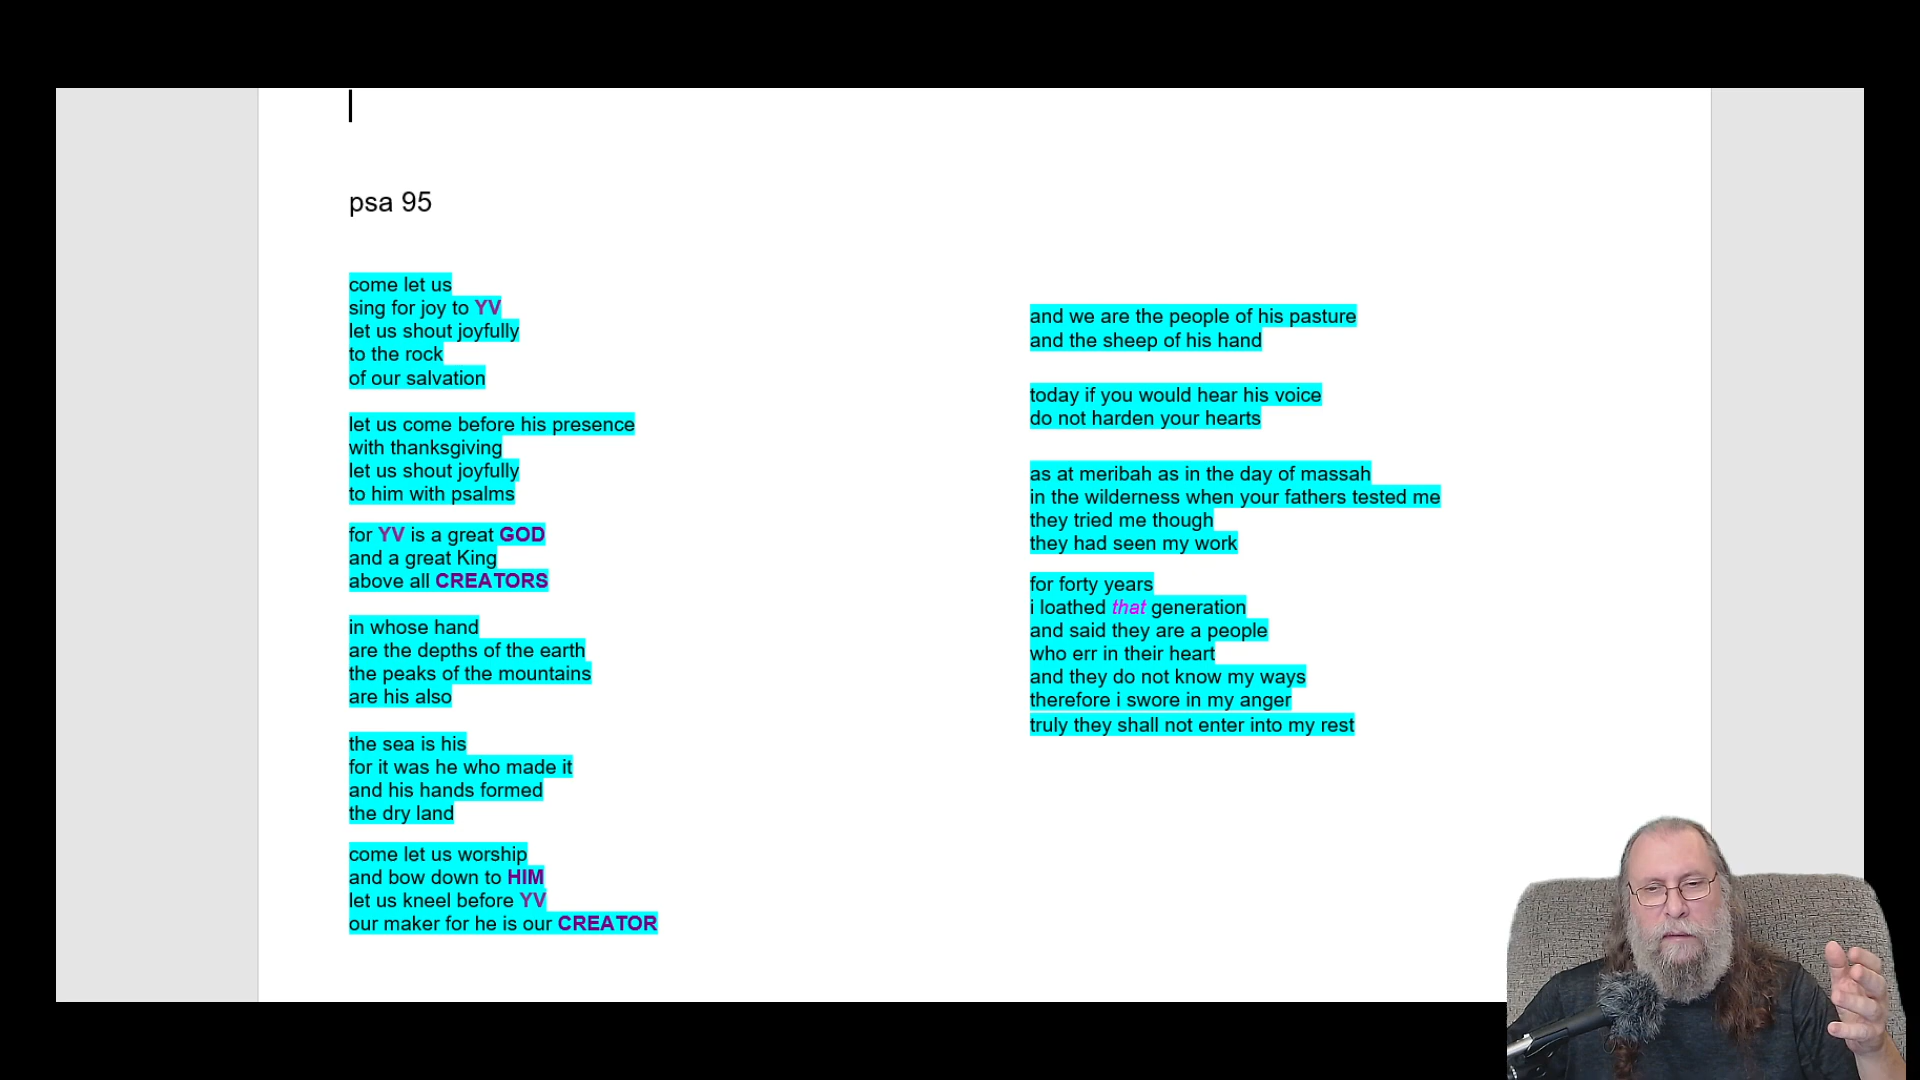 psa 95
come let us
sing for joy to YV
let us shout joyfully
to the rock
of our salvation
let us come before his presence
with thanksgiving
let us shout joyfully
to him with psalms
for YV is a great GOD
and a great King
above all CREATORS
in whose hand
are the depths of the earth
the peaks of the mountains
are his also
the sea is his
for it was he who made it
and his hands formed
the dry land
come let us worship
and bow down to HIM
let us kneel before YV
our maker for he is our CREATOR
and we are the people of his pasture
and the sheep of his hand
today if you would hear his voice
do not harden your hearts
as at meribah as in the day of massah
in the wilderness when your fathers tested me
they tried me though
they had seen my work
for forty years
i loathed that generation
and said they are a people
who err in their heart
and they do not know my ways
therefore i swore in my anger
truly they shall not enter into my rest